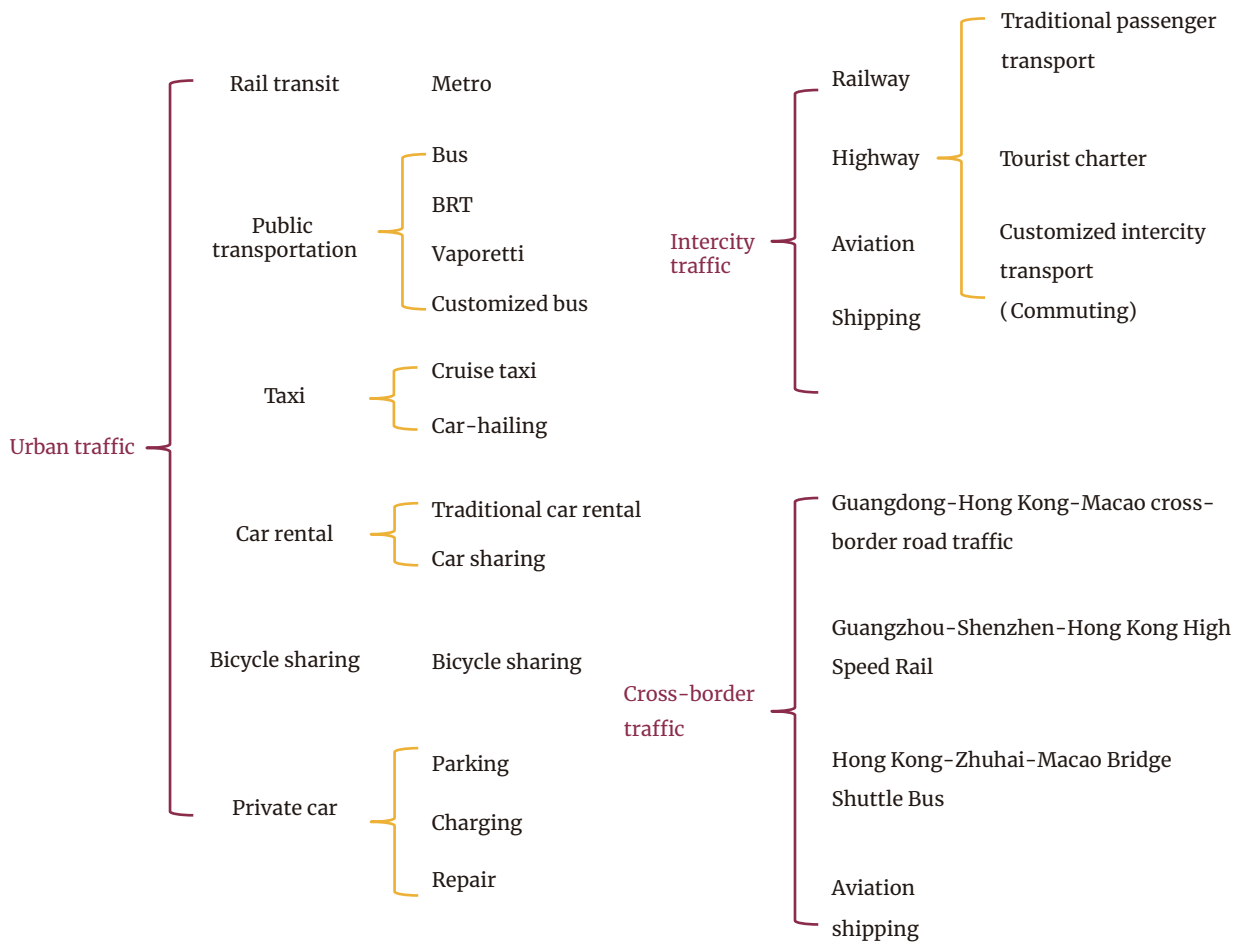 Urban traffic
Rail transit
Metro
Public
transportation
Bus
BRT
Vaporetti
Customized bus
Taxi
Cruise taxi
Car-hailing
Car rental
Traditional car rental
Car sharing
Bicycle sharing
Bicycle sharing
Private car
Parking
Charging
Repair
Intercity
traffic
Railway
Highway
Traditional passenger
transport
Tourist charter
Customized intercity
transport
(Commuting)
Aviation
Shipping
Cross-border
traffic
Guangdong-Hong Kong-Macao cross-
border road traffic
Guangzhou-Shenzhen-Hong Kong High
Speed Rail
Hong Kong-Zhuhai-Macao Bridge
Shuttle Bus
Aviation
shipping